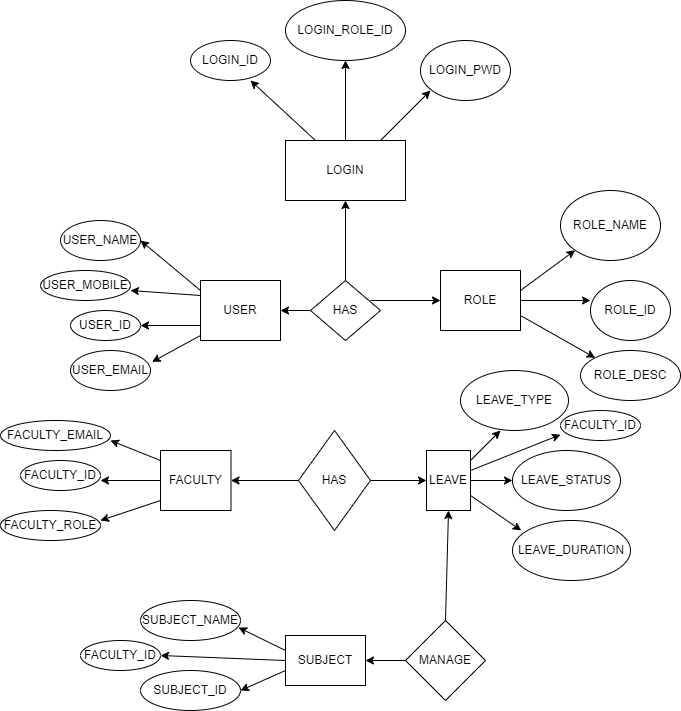 LOGIN_ROLE_ID
LOGIN_ID
LOGIN_PWD
LOGIN
ROLE_NAME
USER_NAME
USER_MOBILE
ROLE
USER
HAS
ROLE_ID
USER_ID
USER_EMAIL
ROLE_DESC
LEAVE_TYPE
FACULTY_ID
FACULTY_EMAIL
FACULTY_ID
FACULTY
HAS
LEAVE
LEAVE_STATUS
FACULTY_ROLE
LEAVE_DURATION
SUBJECT_NAME
FACULTY_ID
SUBJECT
MANAGE
SUBJECT_ID